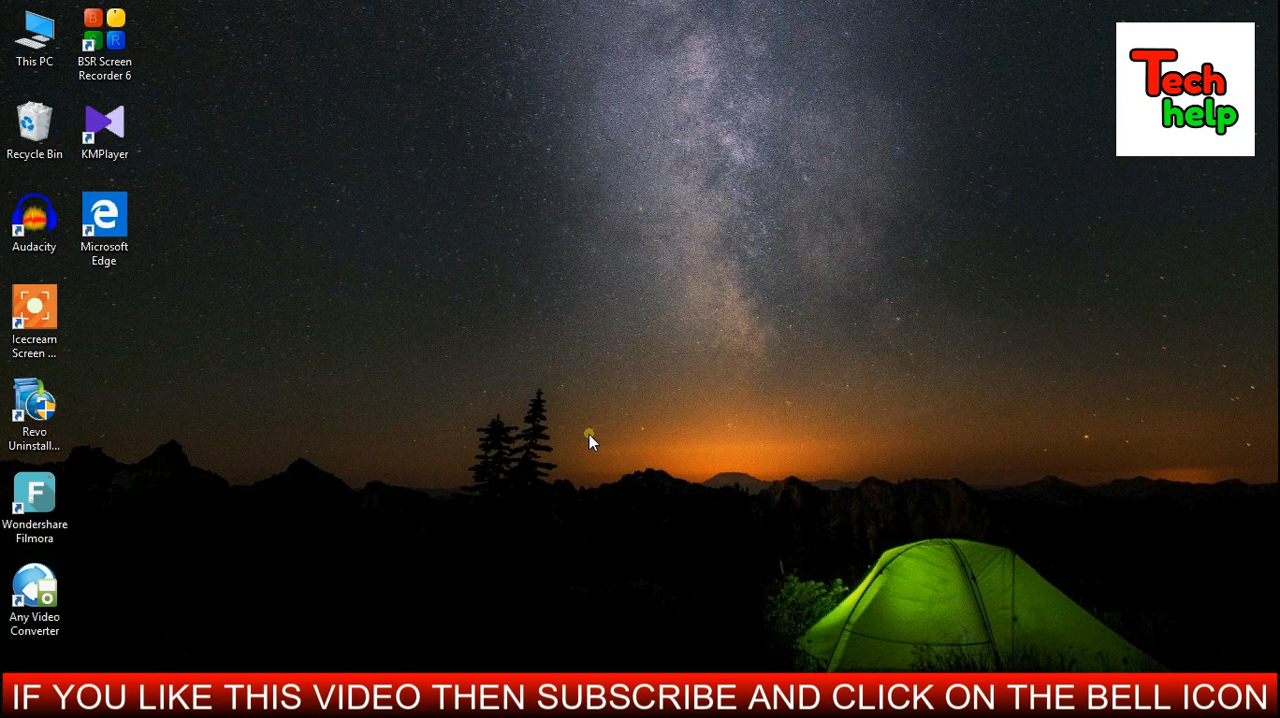 This PC
BSR Screen
Recorder 6
Recycle Bin
KMPlayer
Audacity
Microsoft
Edge
Icecream
Screen ...
Revo
Uninstall...
Wondershare
Filmora
Any Video
Converter
Tech
help
IF YOU LIKE THIS VIDEO THEN SUBSCRIBE AND CLICK ON THE BELL ICON